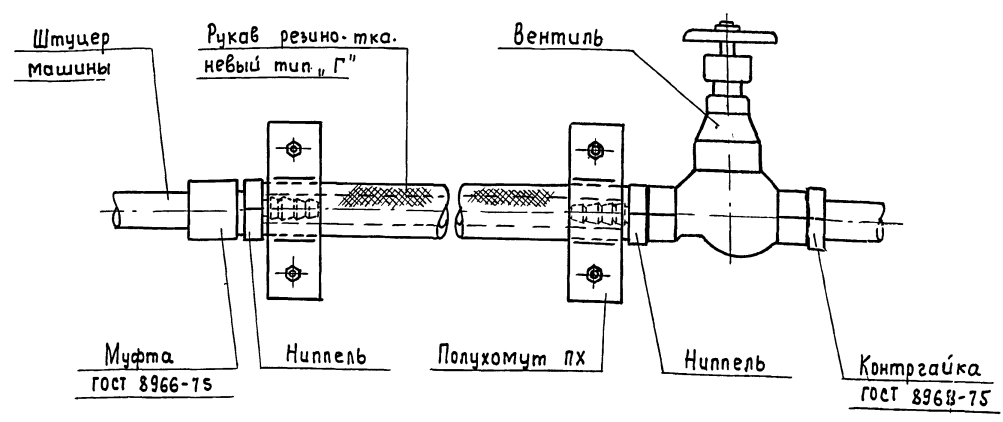 Штуцер
машины
Рукав резино-тка-
невый тип „Г"
Вентиль
Муфта
ГОСТ 8966-75
Ниппель
Полухомут ПХ
Ниппель
Контргайка
ГОСТ 8968-75